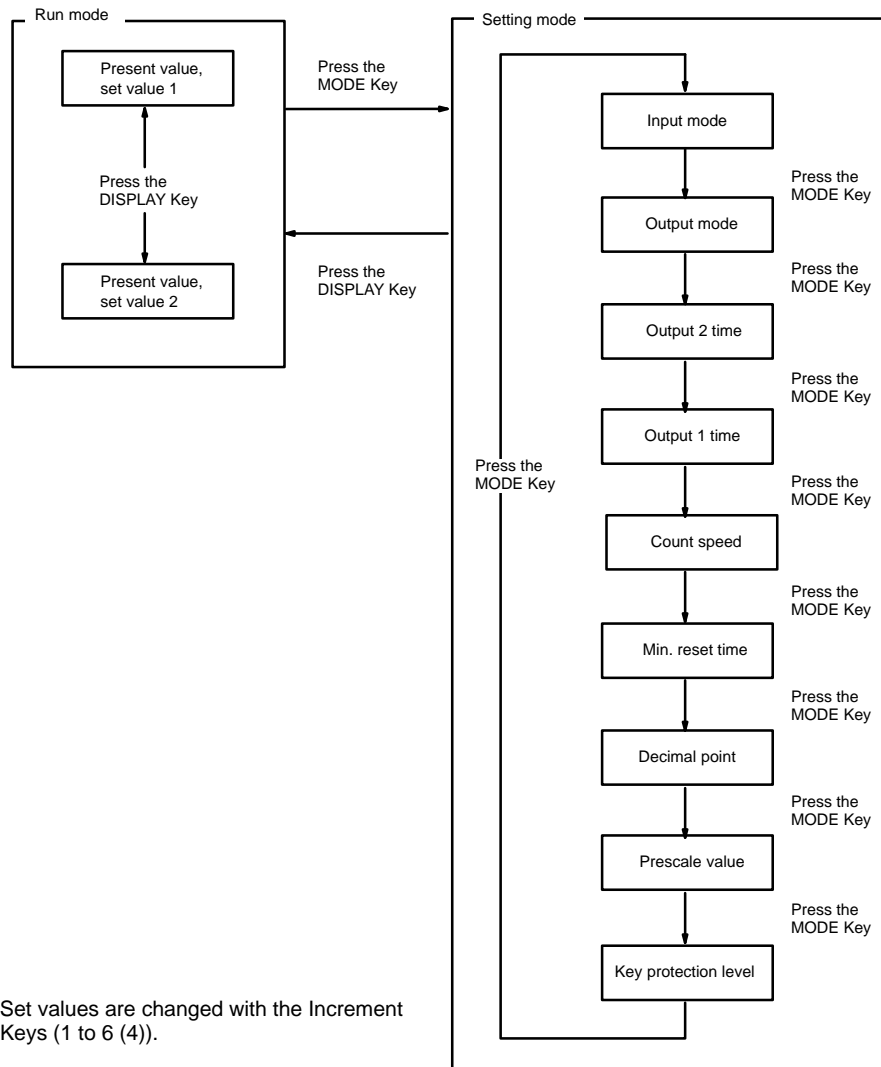 Run mode
Present value,
set value 1
Press the
DISPLAY Key
Present value,
set value 2
Press the
MODE Key
Press the
DISPLAY Key
Setting mode
Input mode
Press the
MODE Key
Output mode
Press the
MODE Key
Output 2 time
Press the
MODE Key
Output 1 time
Press the
MODE Key
Count speed
Press the
MODE Key
Min. reset time
Press the
MODE Key
Decimal point
Press the
MODE Key
Prescale value
Press the
MODE Key
Key protection level
Press the
MODE Key
Set values are changed with the Increment
Keys (1 to 6 (4)).